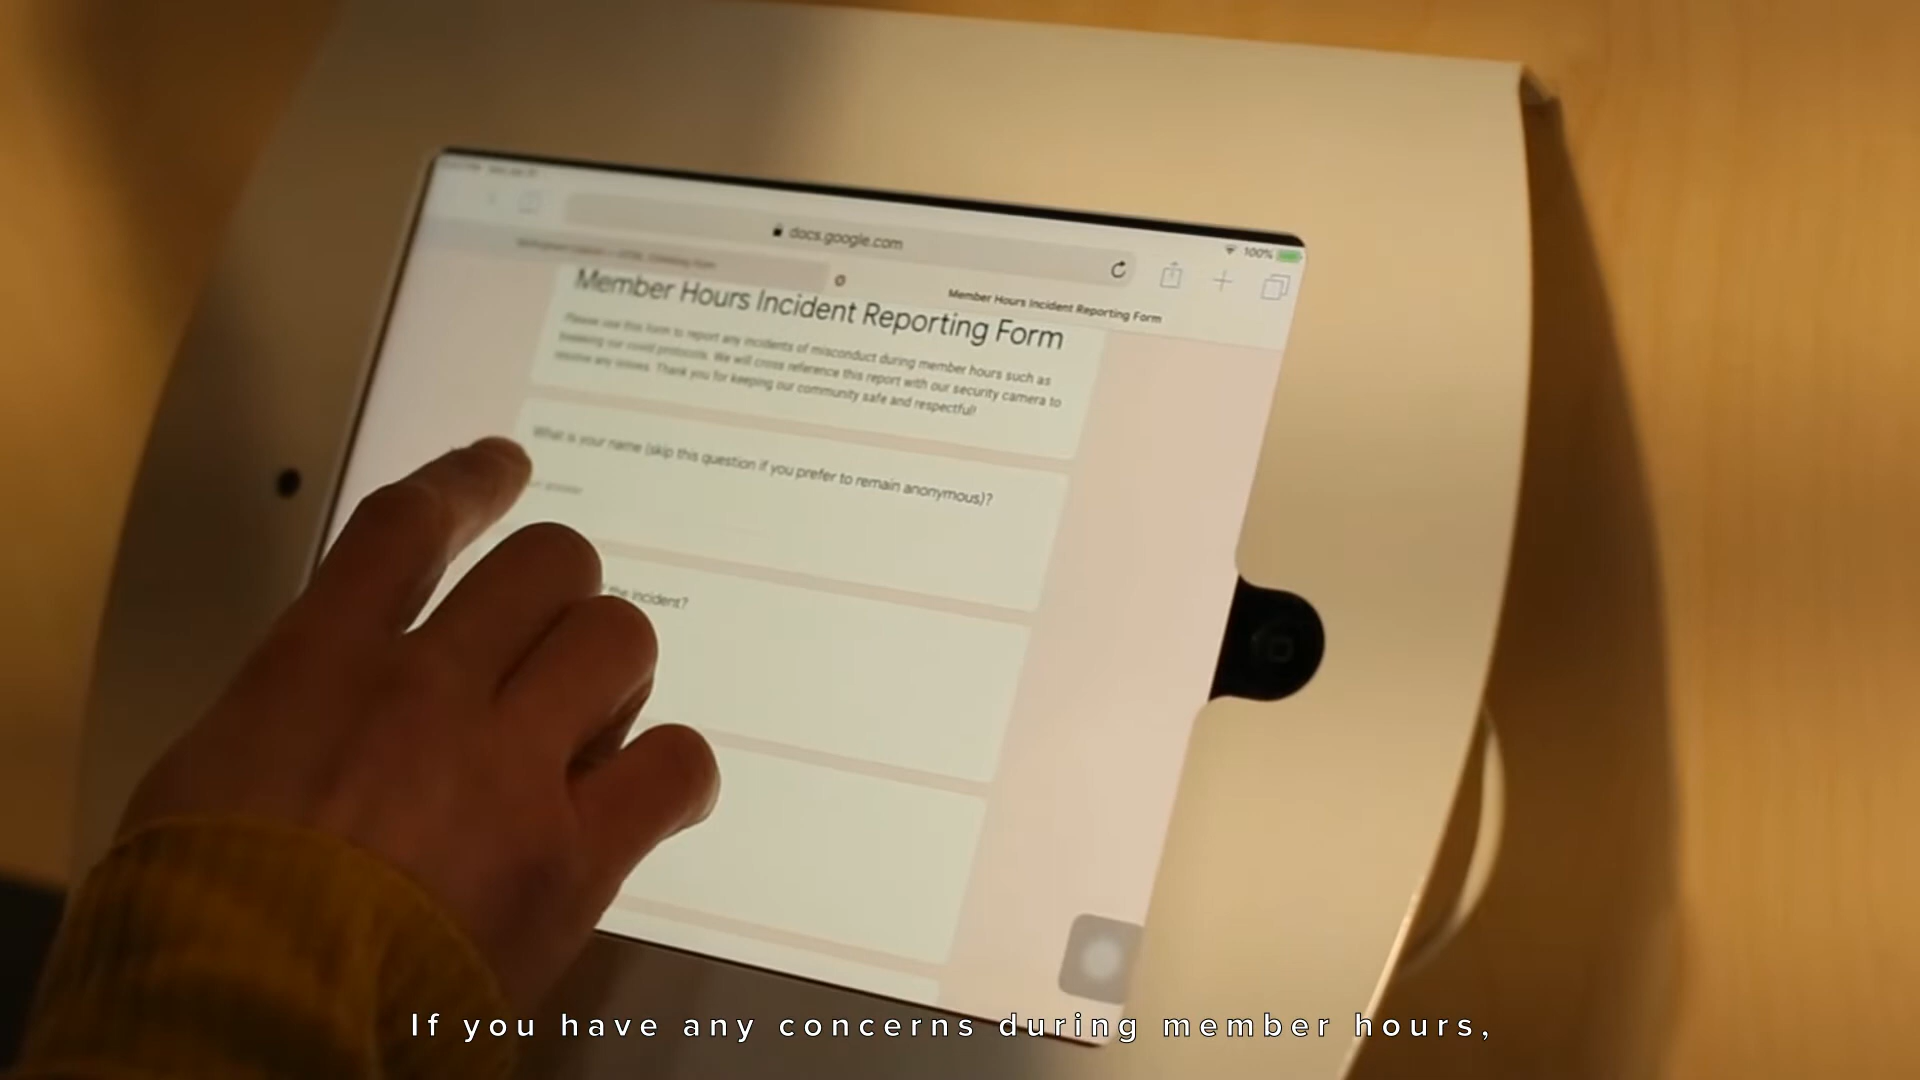 docs.google.com
100%
Member Hours Incident Reporting Form
Member Hours Incident Reporting Form
Please use this form to report any incidents of misconduct during member hours such as
breaking our covid protocols. We will cross reference this report with our security camera to
resolve any issues. Thank you for keeping our community safe and respectful!
What is your name (skip this question if you prefer to remain anonymous)?
answer
the incident?
If you have any concerns during member hours,